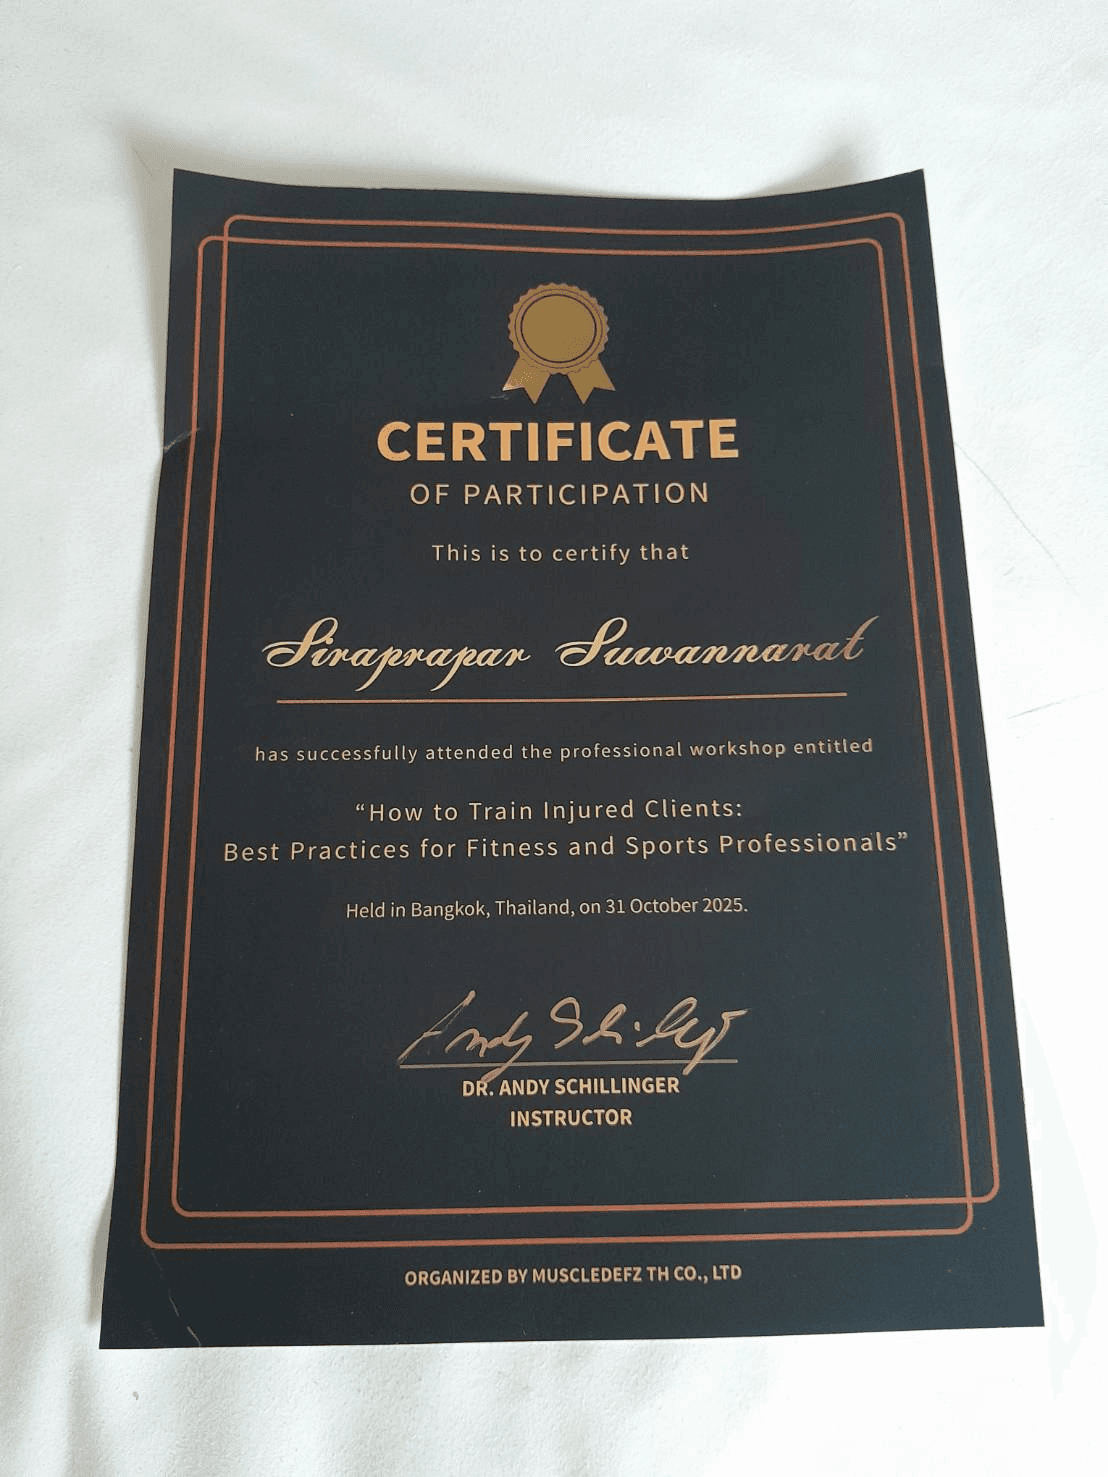 CERTIFICATE
OF PARTICIPATION
This is to certify that
Siraprapar Suwannarat
has successfully attended the professional workshop entitled
“How to Train Injured Clients:
Best Practices for Fitness and Sports Professionals”
Held in Bangkok, Thailand, on 31 October 2025.
DR. ANDY SCHILLINGER
INSTRUCTOR
ORGANIZED BY MUSCLEDEFZ TH CO., LTD